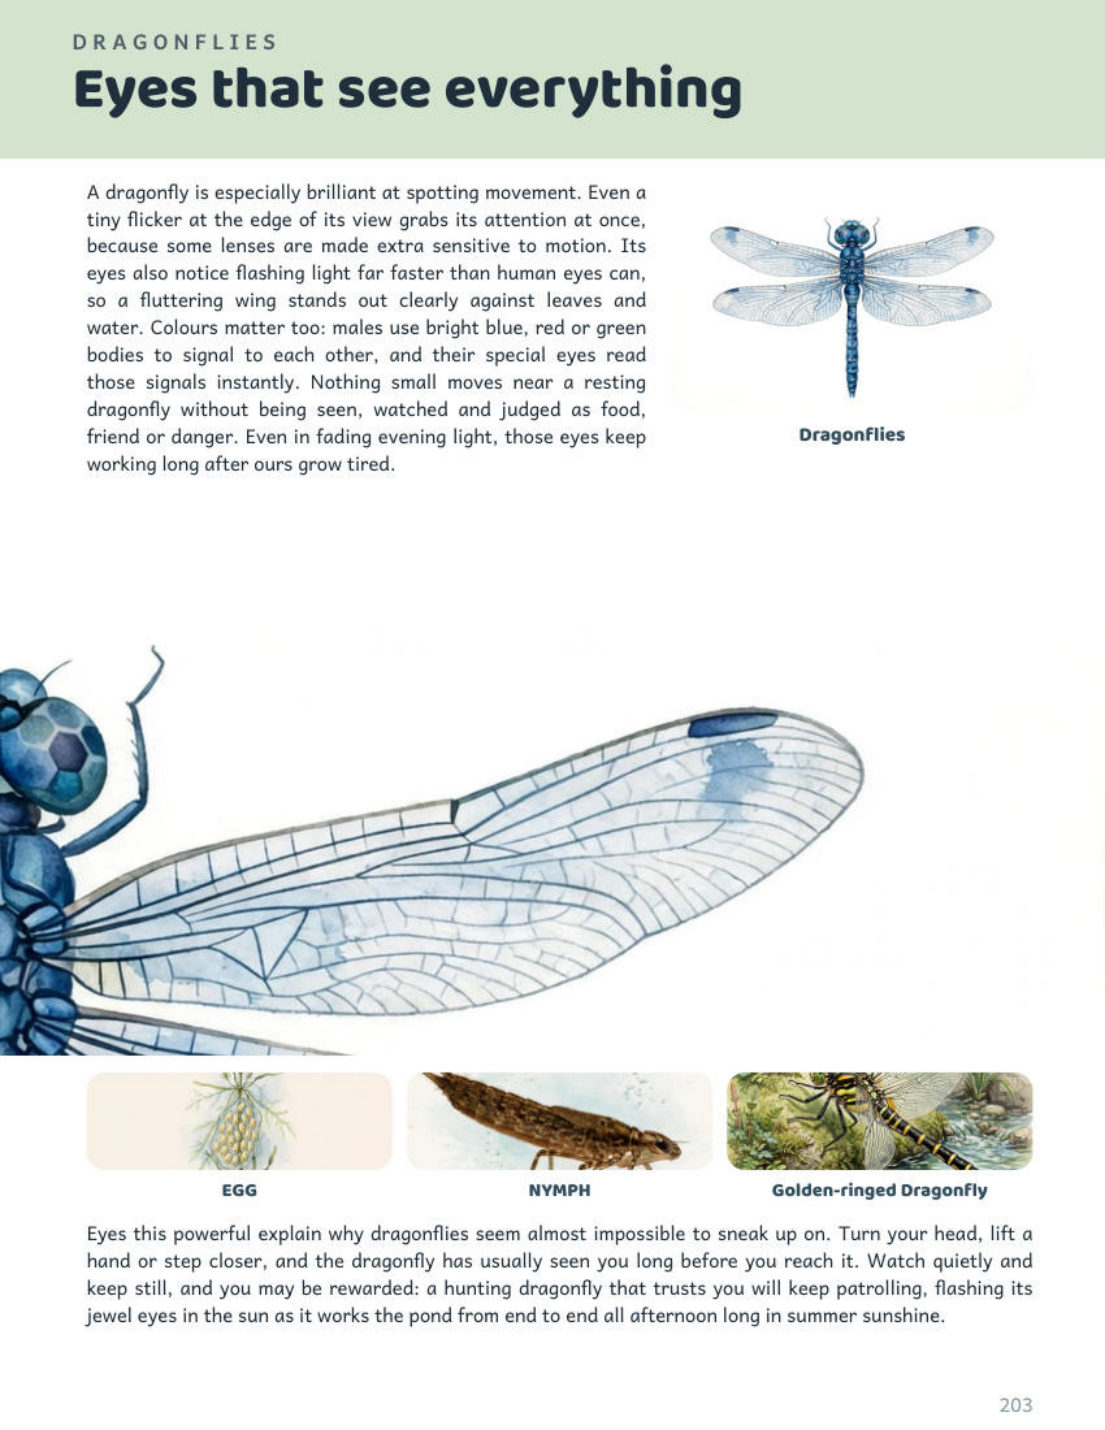 DRAGONFLIES
Eyes that see everything
A dragonfly is especially brilliant at spotting movement. Even a
tiny flicker at the edge of its view grabs its attention at once,
because some lenses are made extra sensitive to motion. Its
eyes also notice flashing light far faster than human eyes can,
so a fluttering wing stands out clearly against leaves and
water. Colours matter too: males use bright blue, red or green
bodies to signal to each other, and their special eyes read
those signals instantly. Nothing small moves near a resting
dragonfly without being seen, watched and judged as food,
friend or danger. Even in fading evening light, those eyes keep
working long after ours grow tired.
Dragonflies
EGG
NYMPH
Golden-ringed Dragonfly
Eyes this powerful explain why dragonflies seem almost impossible to sneak up on. Turn your head, lift a
hand or step closer, and the dragonfly has usually seen you long before you reach it. Watch quietly and
keep still, and you may be rewarded: a hunting dragonfly that trusts you will keep patrolling, flashing its
jewel eyes in the sun as it works the pond from end to end all afternoon long in summer sunshine.
203